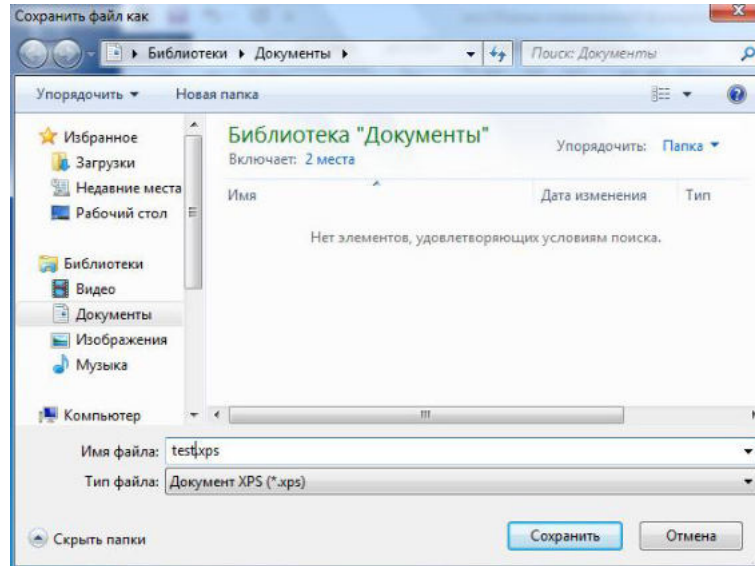 Сохранить файл как
Библиотеки Документы
Поиск: Документы
Упорядочить Новая папка
Избранное
Загрузки
Недавние места
Рабочий стол
Библиотеки
Видео
Документы
Изображения
Музыка
Компьютер
Библиотека "Документы"
Включает: 2 места
Упорядочить: Папка
Имя Дата изменения Тип
Нет элементов, удовлетворяющих условиям поиска.
Имя файла: test.xps
Тип файла: Документ XPS (*.xps)
Скрыть папки Сохранить Отмена